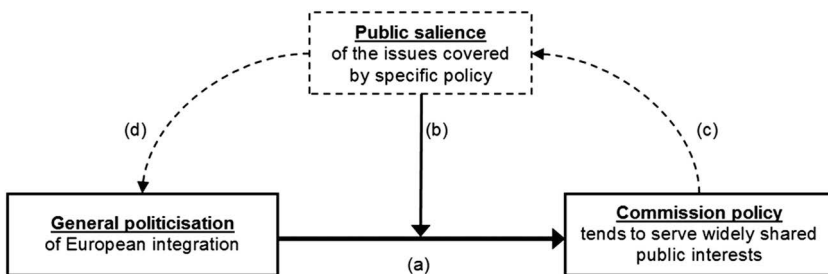 Public salience
of the issues covered
by specific policy
(d)
(b)
(c)
General politicisation
of European integration
Commission policy
tends to serve widely shared
public interests
(a)